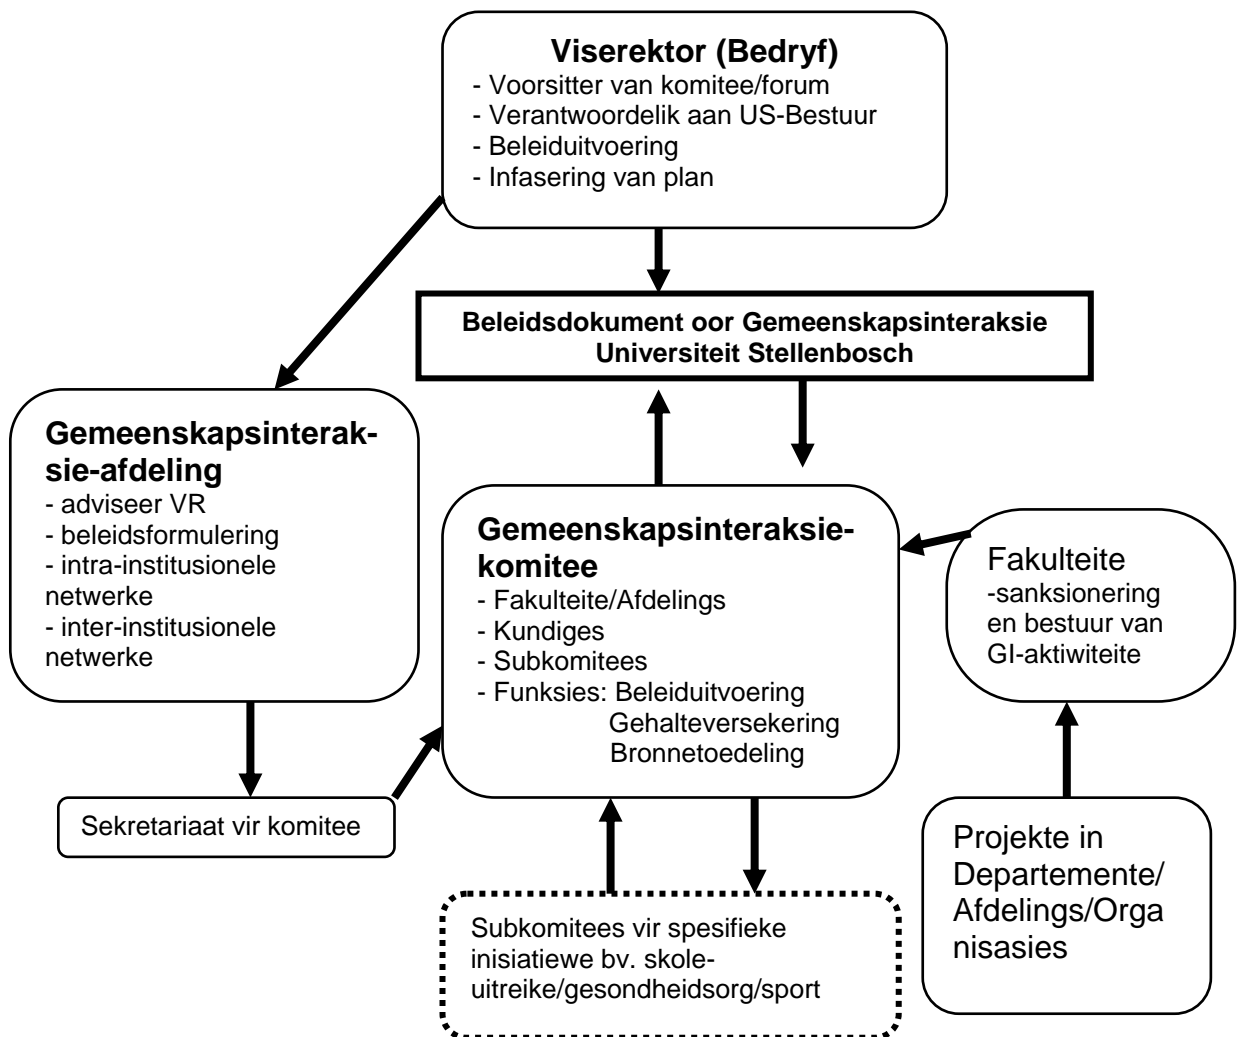 Viserektor (Bedryf)
- Voorsitter van komitee/forum
- Verantwoordelik aan US-Bestuur
- Beleiduitvoering
- Infasering van plan
Beleidsdokument oor Gemeenskapsinteraksie
Universiteit Stellenbosch
Gemeenskapsinterak-
sie-afdeling
- adviseer VR
- beleidsformulering
- intra-institusionele
netwerke
- inter-institusionele
netwerke
Gemeenskapsinteraksie-
komitee
- Fakulteite/Afdelings
- Kundiges
- Subkomitees
- Funksies: Beleiduitvoering
Gehalteversekering
Bronnetoedeling
Fakulteite
-sanksionering
en bestuur van
GI-aktiwiteite
Sekretariaat vir komitee
Projekte in
Departemente/
Afdelings/Orga
nisasies
Subkomitees vir spesifieke
inisiatiewe bv. skole-
uitreike/gesondheidsorg/sport